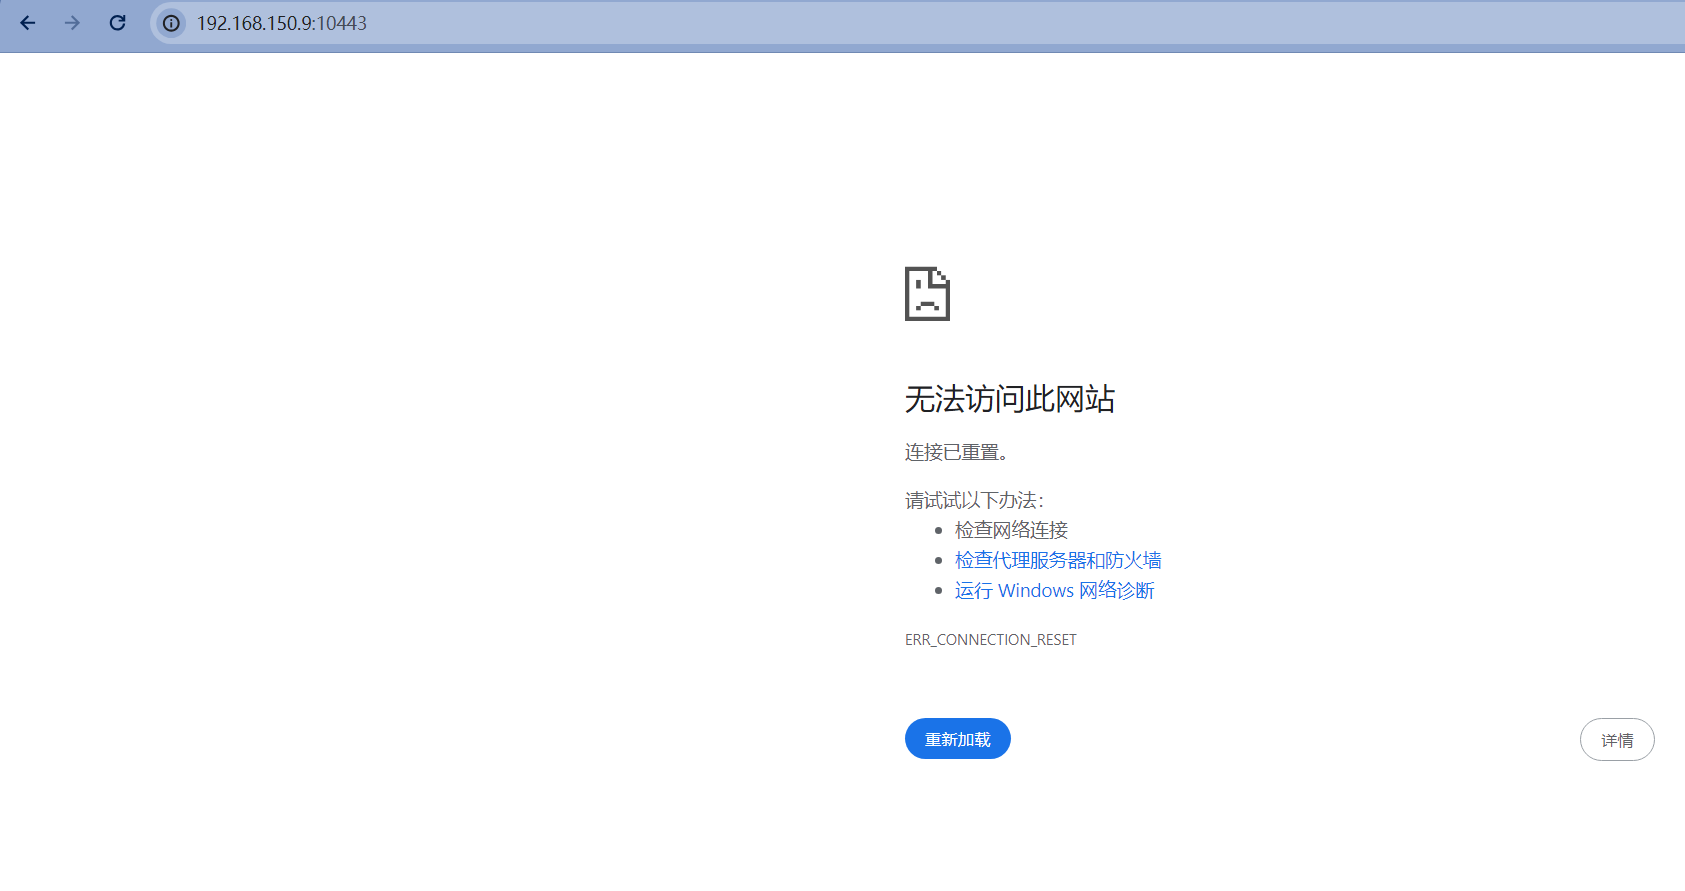 192.168.150.9:10443
无法访问此网站
连接已重置。
请试试以下办法：
检查网络连接
检查代理服务器和防火墙
运行 Windows 网络诊断
ERR_CONNECTION_RESET
重新加载
详情